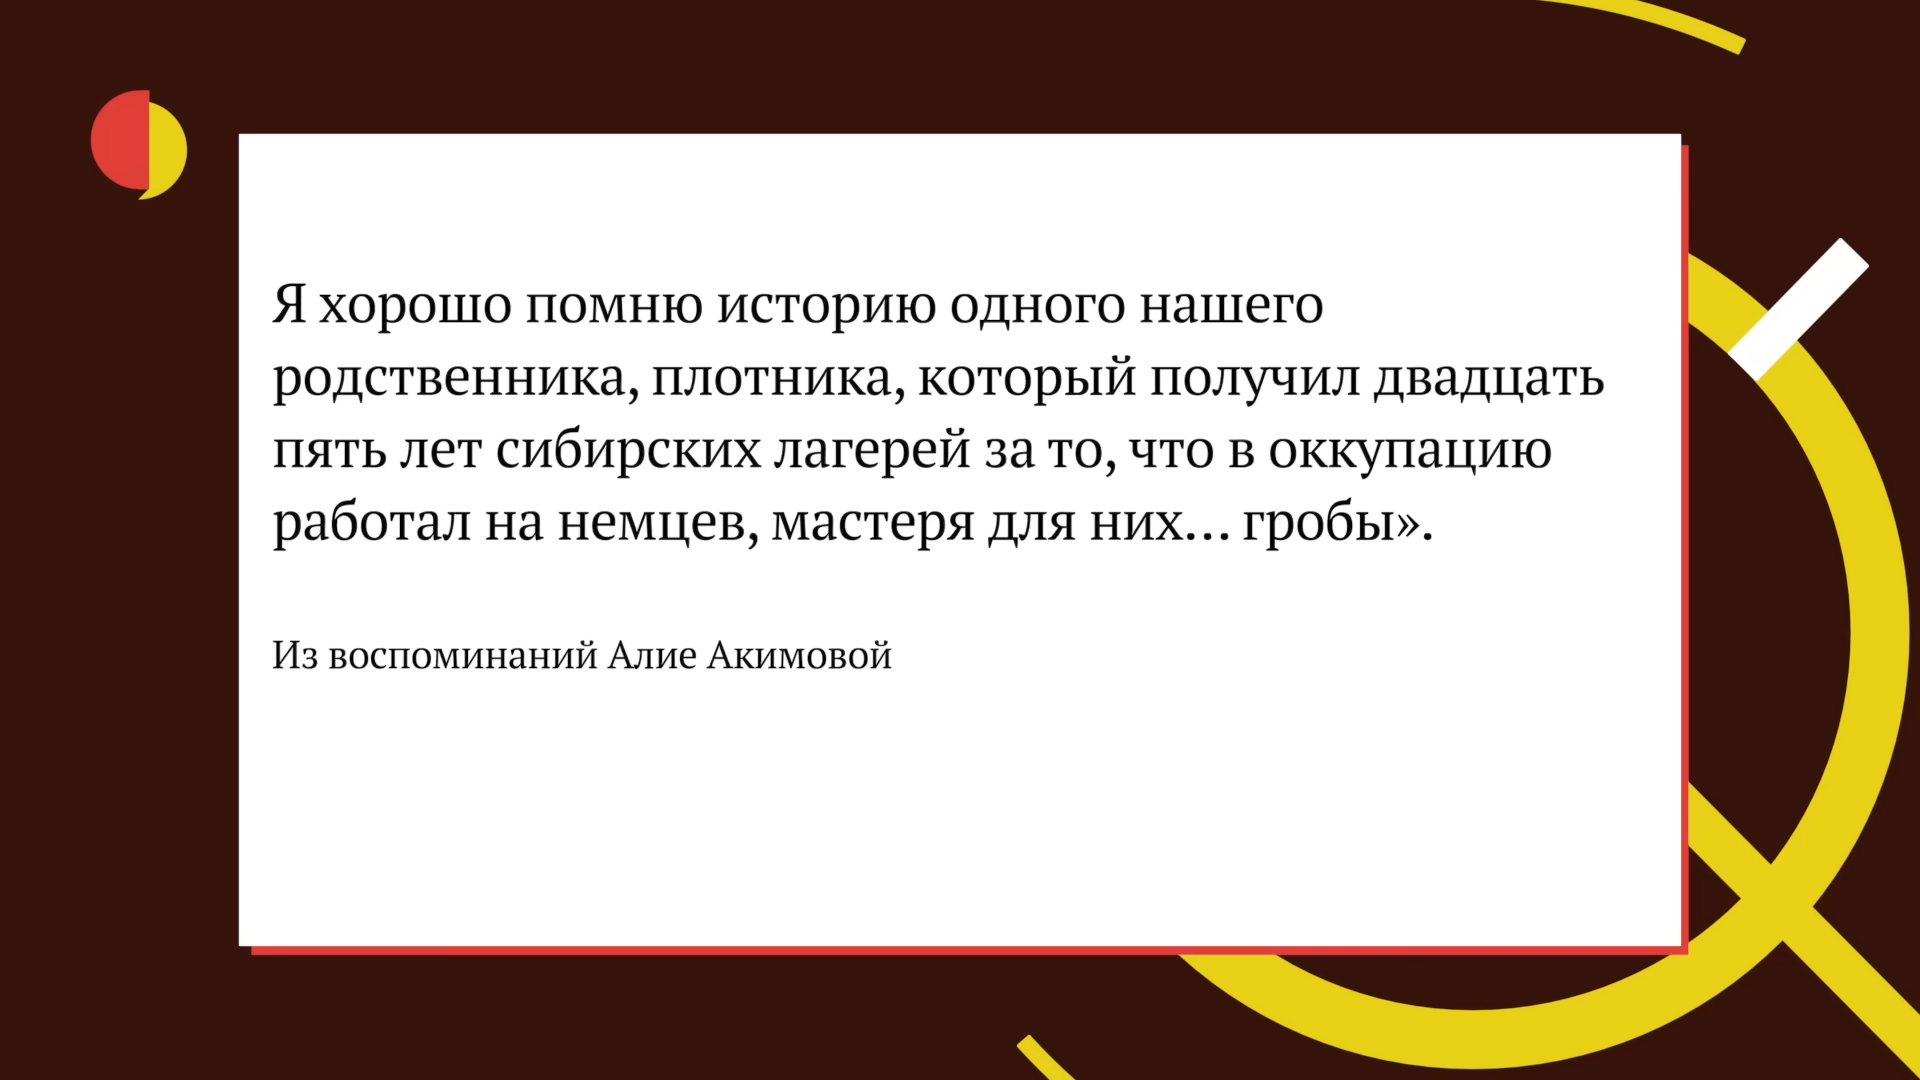 Я хорошо помню историю одного нашего
родственника, плотника, который получил двадцать
пять лет сибирских лагерей за то, что в оккупацию
работал на немцев, мастеря для них... гробы».
Из воспоминаний Алие Акимовой